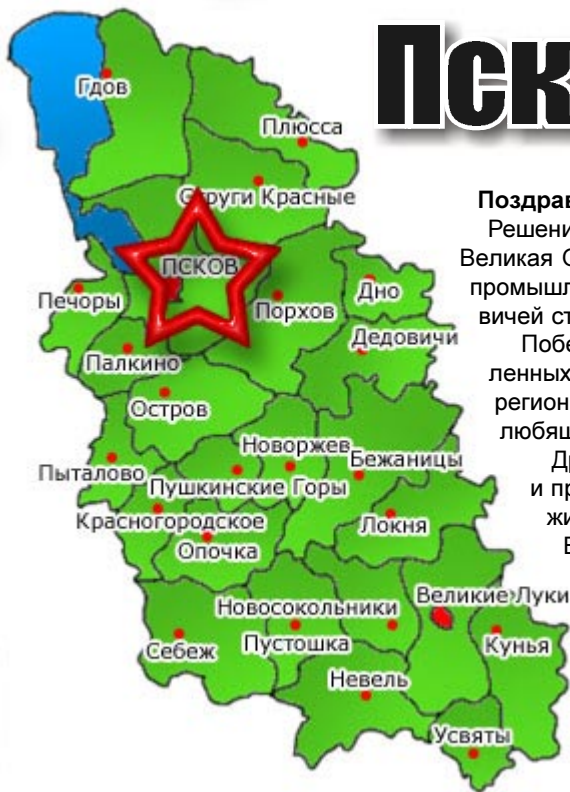 Пск
Гдов
Плюсса
Струги Красные
ПСКОВ
Печоры
Порхов
Дно
Палкино
Дедовичи
Остров
Новоржев
Бежаницы
Пыталово
Пушкинские Горы
Красногородское
Локня
Опочка
Новосокольники
Великие Луки
Себеж
Пустошка
Кунья
Невель
Усвяты
Поздрав
Решени
Великая О
промышл
вичей ст
Побе
ленных
регион
любящ
Др
и пр
жи
В